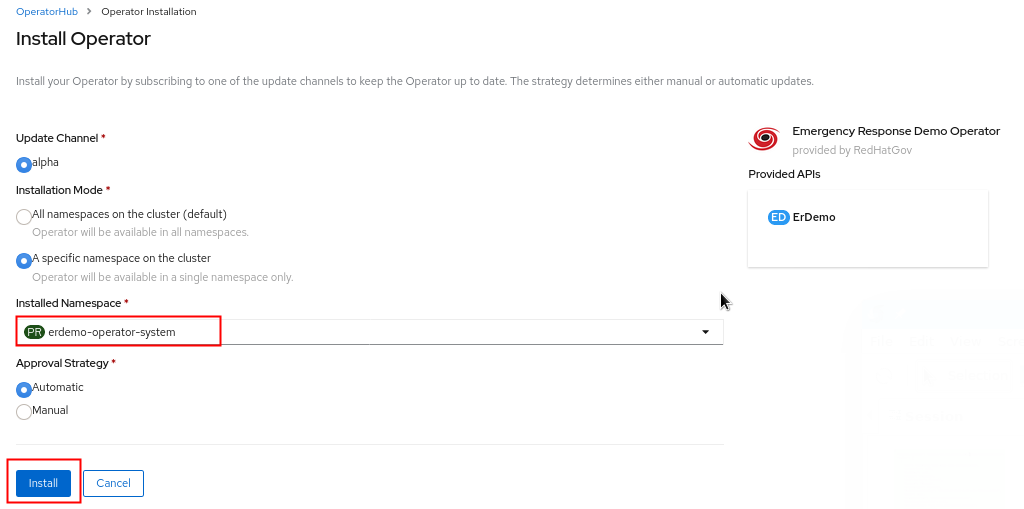 OperatorHub > Operator Installation
Install Operator
Install your Operator by subscribing to one of the update channels to keep the Operator up to date. The strategy determines either manual or automatic updates.
Update Channel *
alpha
Installation Mode *
All namespaces on the cluster (default)
Operator will be available in all namespaces.
A specific namespace on the cluster
Operator will be available in a single namespace only.
Installed Namespace *
PR erdemo-operator-system
Approval Strategy *
Automatic
Manual
Install Cancel
Emergency Response Demo Operator
provided by RedHatGov
Provided APIs
ED ErDemo